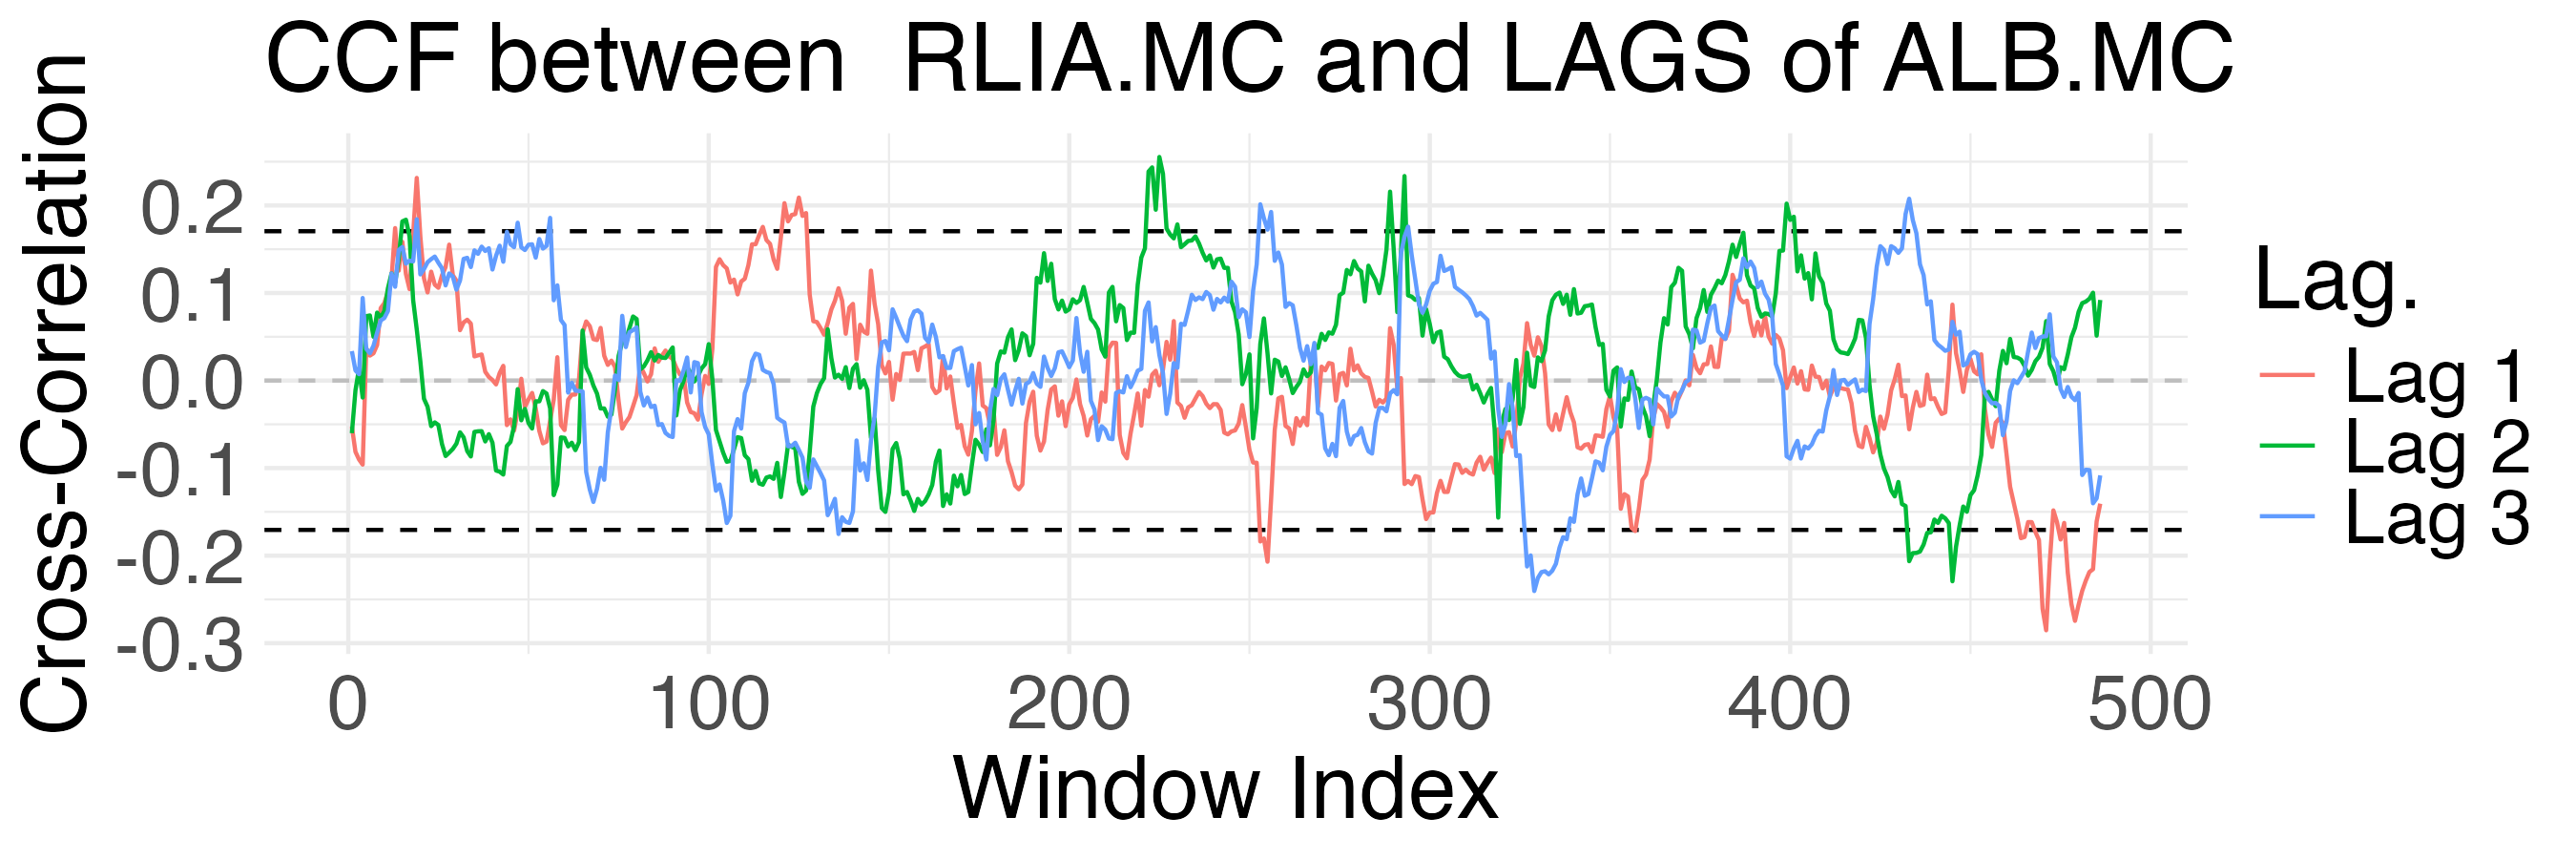 CCF between  RLIA.MC and LAGS of ALB.MC
Cross-Correlation
0.2
0.1
0.0
-0.1
-0.2
-0.3
0 100 200 300 400 500
Window Index
Lag.
Lag 1
Lag 2
Lag 3